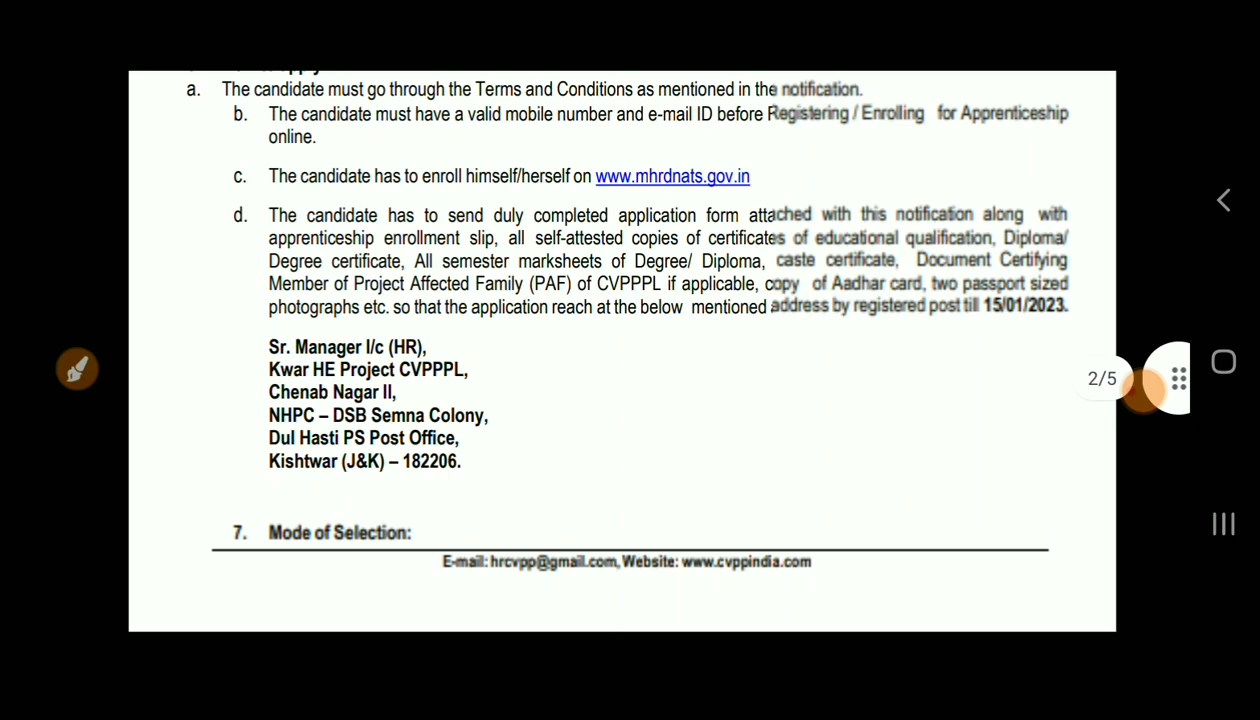 a. The candidate must go through the Terms and Conditions as mentioned in the notification.
b. The candidate must have a valid mobile number and e-mail ID before Registering / Enrolling for Apprenticeship
online.
c. The candidate has to enroll himself/herself on www.mhrdnats.gov.in
d. The candidate has to send duly completed application form attached with this notification along with
apprenticeship enrollment slip, all self-attested copies of certificates of educational qualification, Diploma/
Degree certificate, All semester marksheets of Degree/ Diploma, caste certificate, Document Certifying
Member of Project Affected Family (PAF) of CVPPPL if applicable, copy of Aadhar card, two passport sized
photographs etc. so that the application reach at the below mentioned address by registered post till 15/01/2023.
Sr. Manager I/c (HR),
Kwar HE Project CVPPPL,
Chenab Nagar II,
2/5
NHPC – DSB Semna Colony,
Dul Hasti PS Post Office,
Kishtwar (J&K) – 182206.
7. Mode of Selection:
E-mail: hrcvpp@gmail.com, Website: www.cvppindia.com